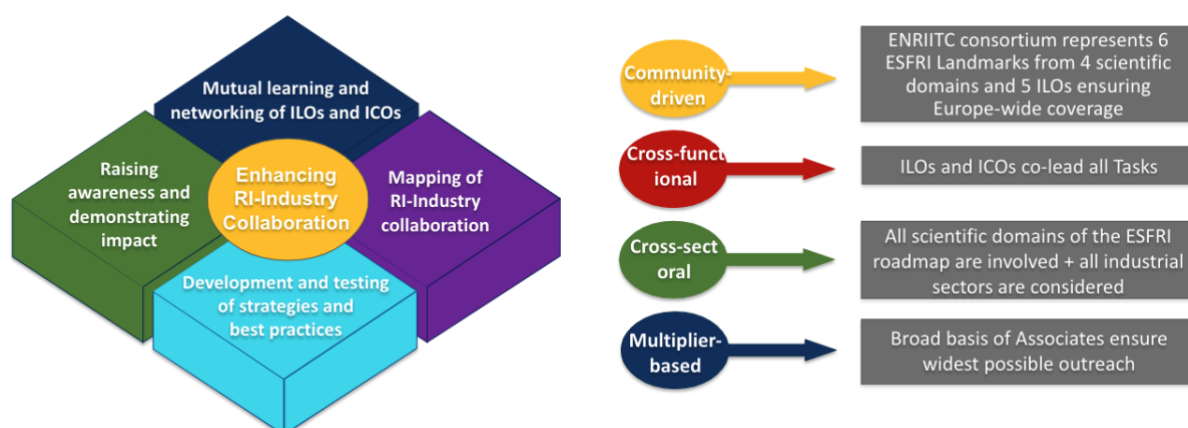 Mutual learning and
networking of ILOs and ICOs
Raising
awareness and
demonstrating
impact
Enhancing
RI-Industry
Collaboration
Mapping of
RI-Industry
collaboration
Development and testing
of strategies and
best practices
Community-
driven
ENRIITC consortium represents 6
ESFRI Landmarks from 4 scientific
domains and 5 ILOs ensuring
Europe-wide coverage
Cross-funct
ional
ILOs and ICOs co-lead all Tasks
Cross-sect
oral
All scientific domains of the ESFRI
roadmap are involved + all industrial
sectors are considered
Multiplier-
based
Broad basis of Associates ensure
widest possible outreach